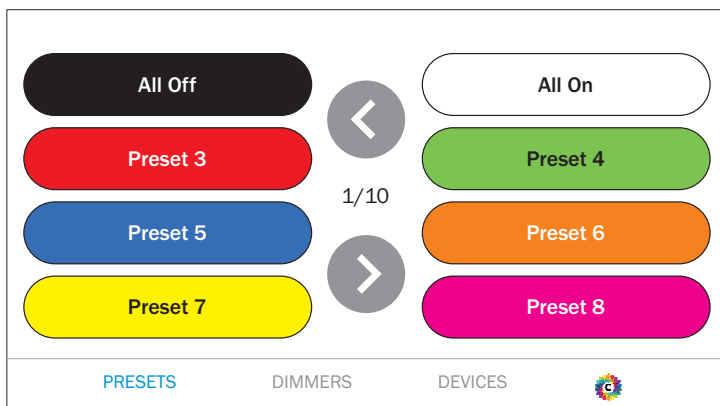 All Off
All On
Preset 3
Preset 4
1/10
Preset 5
Preset 6
Preset 7
Preset 8
PRESETS
DIMMERS
DEVICES
C